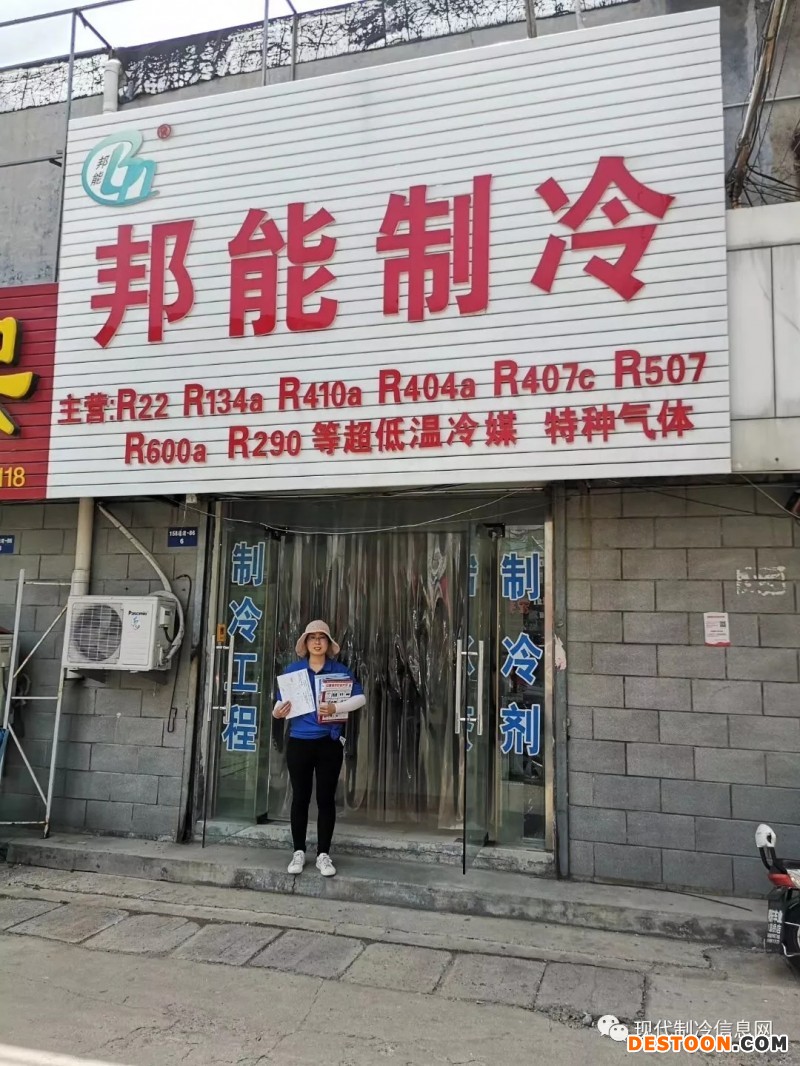 邦能
®
邦能制冷
主营:R22 R134a R410a R404a R407c R507
R600a R290 等超低温冷媒 特种气体
118
制冷工程
制冷剂
现代制冷信息网
DESTOON.COM